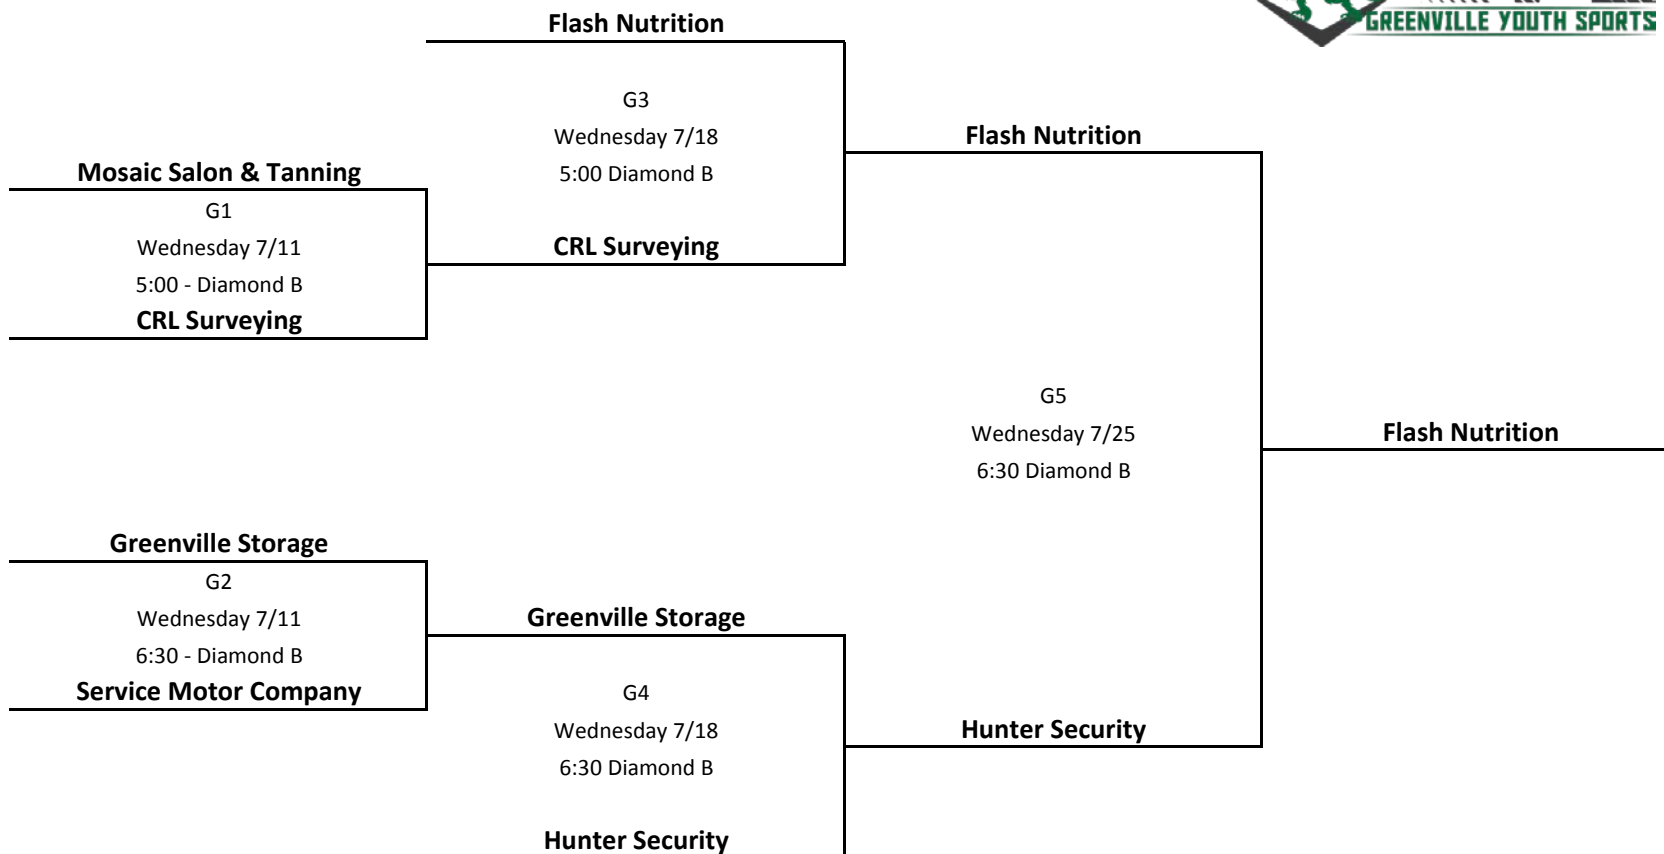 GREENVILLE YOUTH SPORTS
Flash Nutrition
G3
Wednesday 7/18
5:00 Diamond B
Flash Nutrition
Mosaic Salon & Tanning
G1
Wednesday 7/11
5:00 - Diamond B
CRL Surveying
CRL Surveying
G5
Wednesday 7/25
6:30 Diamond B
Flash Nutrition
Greenville Storage
G2
Wednesday 7/11
6:30 - Diamond B
Service Motor Company
Greenville Storage
G4
Wednesday 7/18
6:30 Diamond B
Hunter Security
Hunter Security